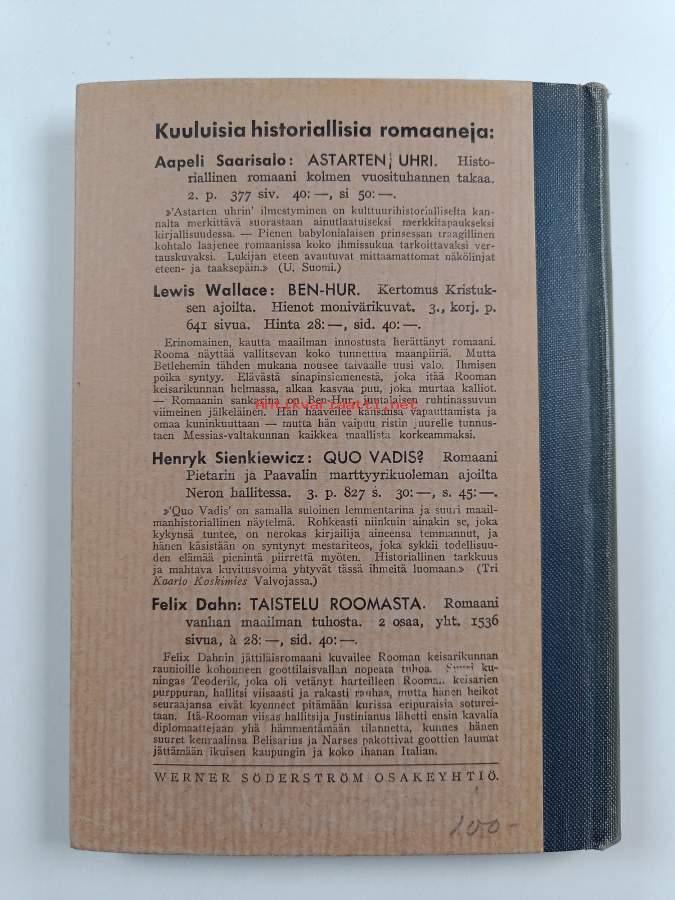 Kuuluisia historiallisia romaaneja:
Aapeli Saarisalo: ASTARTEN UHRI. Histo-
riallinen romaani kolmen vuosituhannen takaa.
2. p. 377 siv. 40: —, si 50: —.
»'Astarten uhrin' ilmestyminen on kulttuurihistorialliselta kan-
nalta merkittävä suorastaan ainutlaatuiseksi merkkitapaukseksi
kirjallisuudessa. — Pienen babylonialaisen prinsessan traagillinen
kohtalo laajenee romaanissa koko ihmissukua tarkoittavaksi ver-
tauskuvaksi. Lukijan eteen avautuvat mittaamattomat näkölinjat
eteen- ja taaksepäin.» (U. Suomi.)
Lewis Wallace: BEN-HUR. Kertomus Kristuk-
sen ajoilta. Hienot monivärikuvat. 3., korj. p.
641 sivua. Hinta 28: —, sid. 40: —.
Erinomainen, kautta maailman innostusta herättänyt romaani.
Rooma näyttää vallitsevan koko tunnettua maanpiiriä. Mutta
Betlehemin tähden mukana nousee taivaalle uusi valo. Ihmisen
poika syntyy. Elävästä sinapinsiemenestä, joka itää Rooman
keisarikunnan helmassa, alkaa kasvaa puu, joka murtaa kalliot.
— Romaanin sankarina on Ben-Hur, juutalaisen ruhtinassuvun
antikvariaatti.net
viimeinen jälkeläinen. Hän haaveilee kansansa vapauttamista ja
omaa kuninkuuttaan — mutta hän vaipuu ristin juurelle tunnus-
taen Messias-valtakunnan kaikkea maallista korkeammaksi.
Henryk Sienkiewicz: QUO VADIS? Romaani
Pietarin ja Paavalin marttyyrikuoleman ajoilta
Neron hallitessa. 3. p. 827 s. 30: —, s. 45: —.
»'Quo Vadis' on samalla suloinen lemmentarina ja suuri maail-
manhistoriallinen näytelmä. Rohkeasti niinkuin ainakin se, joka
kykynsä tuntee, on nerokas kirjailija aineensa temmannut, ja
hänen käsistään on syntynyt mestariteos, joka sykkii todellisuu-
den elämää pienintä piirrettä myöten. Historiallinen tarkkuus
ja mahtava kuvitusvoima yhtyvät tässä ihmeitä luomaan.» (Tri
Kaarlo Koskimies Valvojassa.)
Felix Dahn: TAISTELU ROOMASTA. Romaani
vanhan maailman tuhosta. 2 osaa, yht. 1536
sivua, à 28: —, sid. 40: —.
Felix Dahnin jättiläisromaani kuvailee Rooman keisarikunnan
raunioille kohonneen goottilaisvallan nopeata tuhoa. Suuri ku-
ningas Teoderik, joka oli vetänyt harteilleen Rooman keisarien
purppuran, hallitsi viisaasti ja rakasti rauhaa, mutta hänen heikot
seuraajansa eivät kyenneet pitämään kurissa eripuraisia soturei-
taan. Itä-Rooman viisas hallitsija Justinianus lähetti ensin kavalia
diplomaattejaan yhä hämmentämään tilannetta, kunnes hänen
suuret kenraalinsa Belisarius ja Narses pakottivat goottien laumat
jättämään ikuisen kaupungin ja koko ihanan Italian.
WERNER SÖDERSTRÖM OSAKEYHTIÖ.
100-